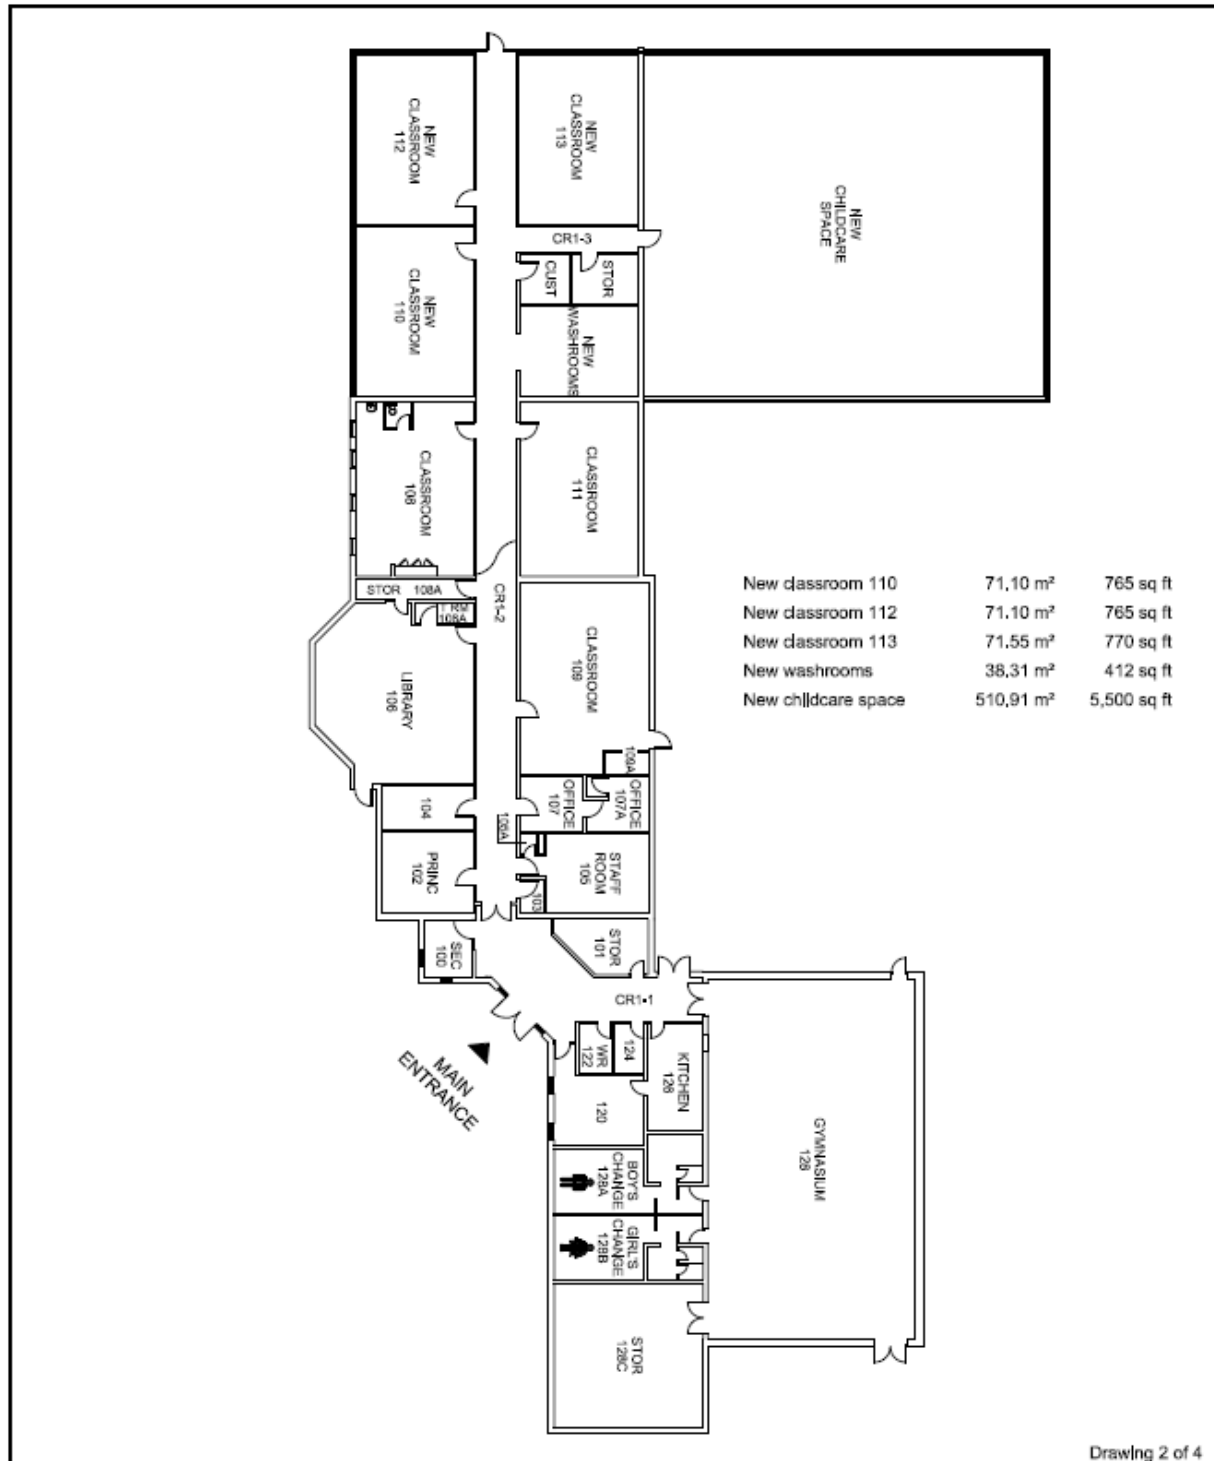 NEW
CLASSROOM
112
NEW
CLASSROOM
113
NEW
CHILDCARE
SPACE
CR1-3
CUST
STOR
NEW
CLASSROOM
110
NEW
WASHROOMS
CLASSROOM
108
CLASSROOM
111
STOR 108A
T RM
108A
CR1-2
CLASSROOM
109
LIBRARY
106
109A
104
OFFICE
107
OFFICE
107A
106A
PRINC
102
STAFF
ROOM
105
103
SEC
100
STOR
101
CR1-1
MAIN
ENTRANCE
WR
122
124
KITCHEN
126
120
BOY'S
CHANGE
128A
GIRL'S
CHANGE
128B
GYMNASIUM
128
STOR
128C
New classroom 110 71.10 m² 765 sq ft
New classroom 112 71.10 m² 765 sq ft
New classroom 113 71.55 m² 770 sq ft
New washrooms 38.31 m² 412 sq ft
New childcare space 510.91 m² 5,500 sq ft
Drawing 2 of 4